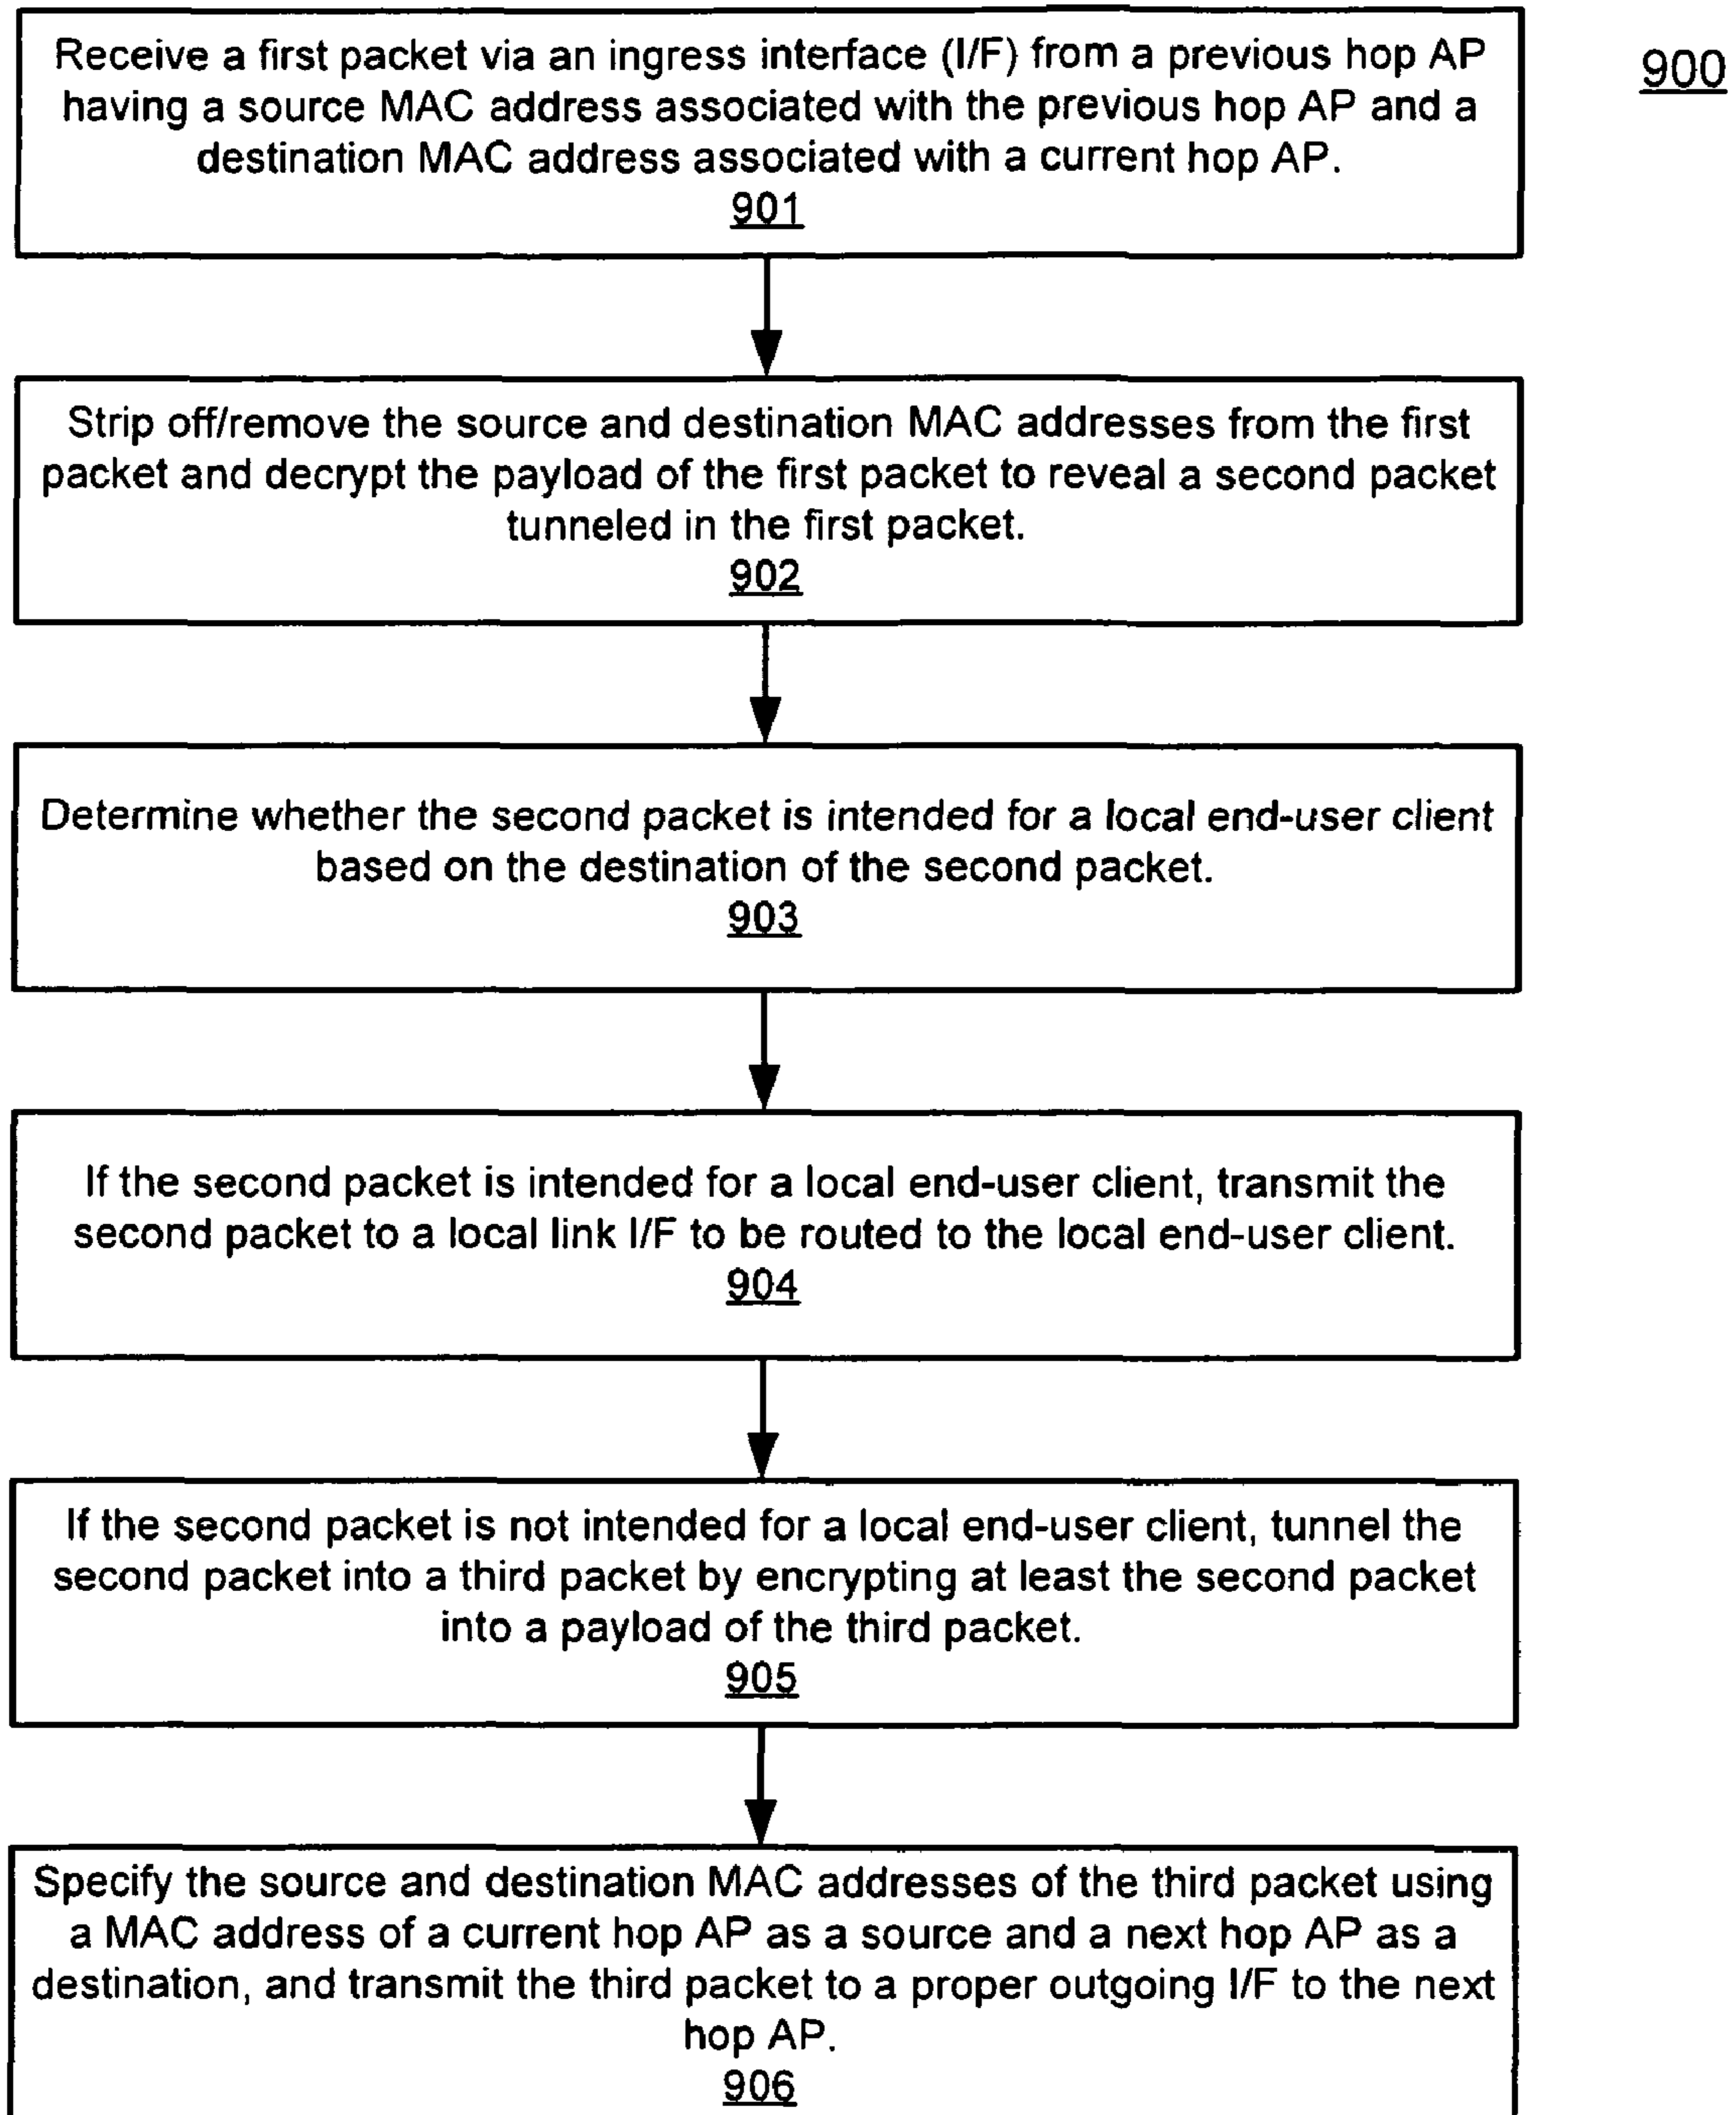 900
Receive a first packet via an ingress interface (I/F) from a previous hop AP
having a source MAC address associated with the previous hop AP and a
destination MAC address associated with a current hop AP.
901
Strip off/remove the source and destination MAC addresses from the first
packet and decrypt the payload of the first packet to reveal a second packet
tunneled in the first packet.
902
Determine whether the second packet is intended for a local end-user client
based on the destination of the second packet.
903
If the second packet is intended for a local end-user client, transmit the
second packet to a local link I/F to be routed to the local end-user client.
904
If the second packet is not intended for a local end-user client, tunnel the
second packet into a third packet by encrypting at least the second packet
into a payload of the third packet.
905
Specify the source and destination MAC addresses of the third packet using
a MAC address of a current hop AP as a source and a next hop AP as a
destination, and transmit the third packet to a proper outgoing I/F to the next
hop AP.
906